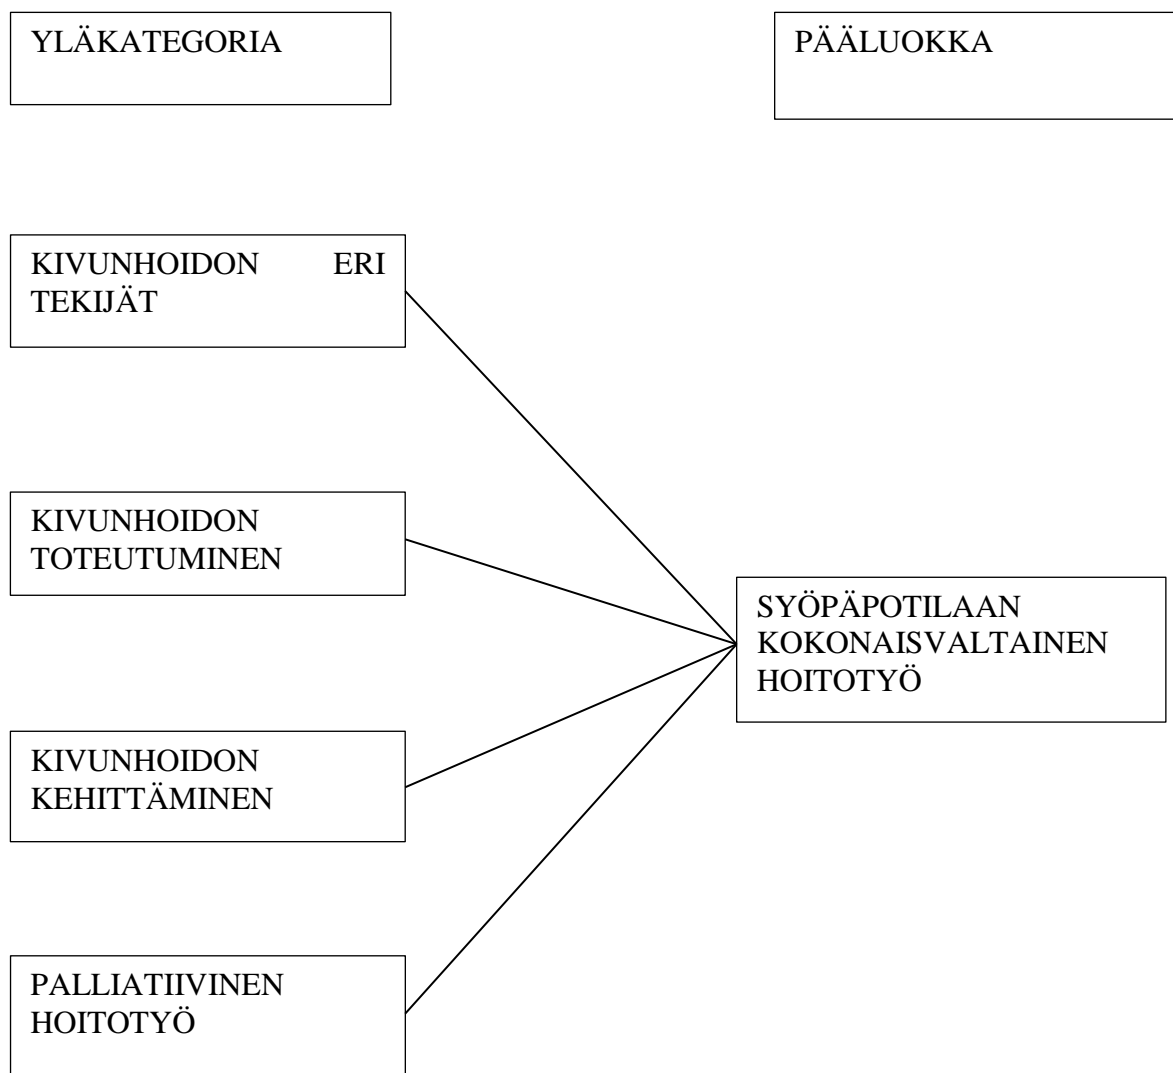 YLÄKATEGORIA
PÄÄLUOKKA
KIVUNHOIDON ERI
TEKIJÄT
KIVUNHOIDON
TOTEUTUMINEN
SYÖPÄPOTILAAN
KOKONAISVALTAINEN
HOITOTYÖ
KIVUNHOIDON
KEHITTÄMINEN
PALLIATIIVINEN
HOITOTYÖ